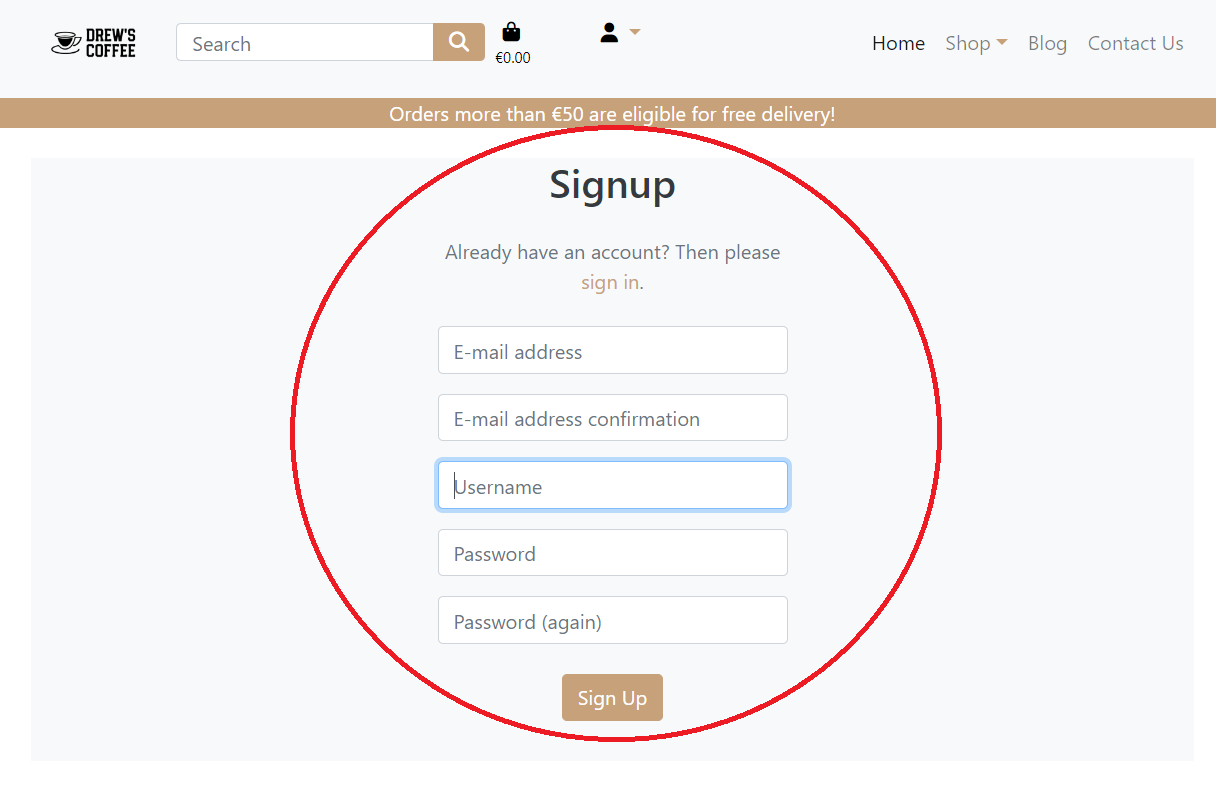 DREW'S
COFFEE
Search
€0.00
Home
Shop
Blog
Contact Us
Orders more than €50 are eligible for free delivery!
Signup
Already have an account? Then please
sign in.
E-mail address
E-mail address confirmation
Username
Password
Password (again)
Sign Up